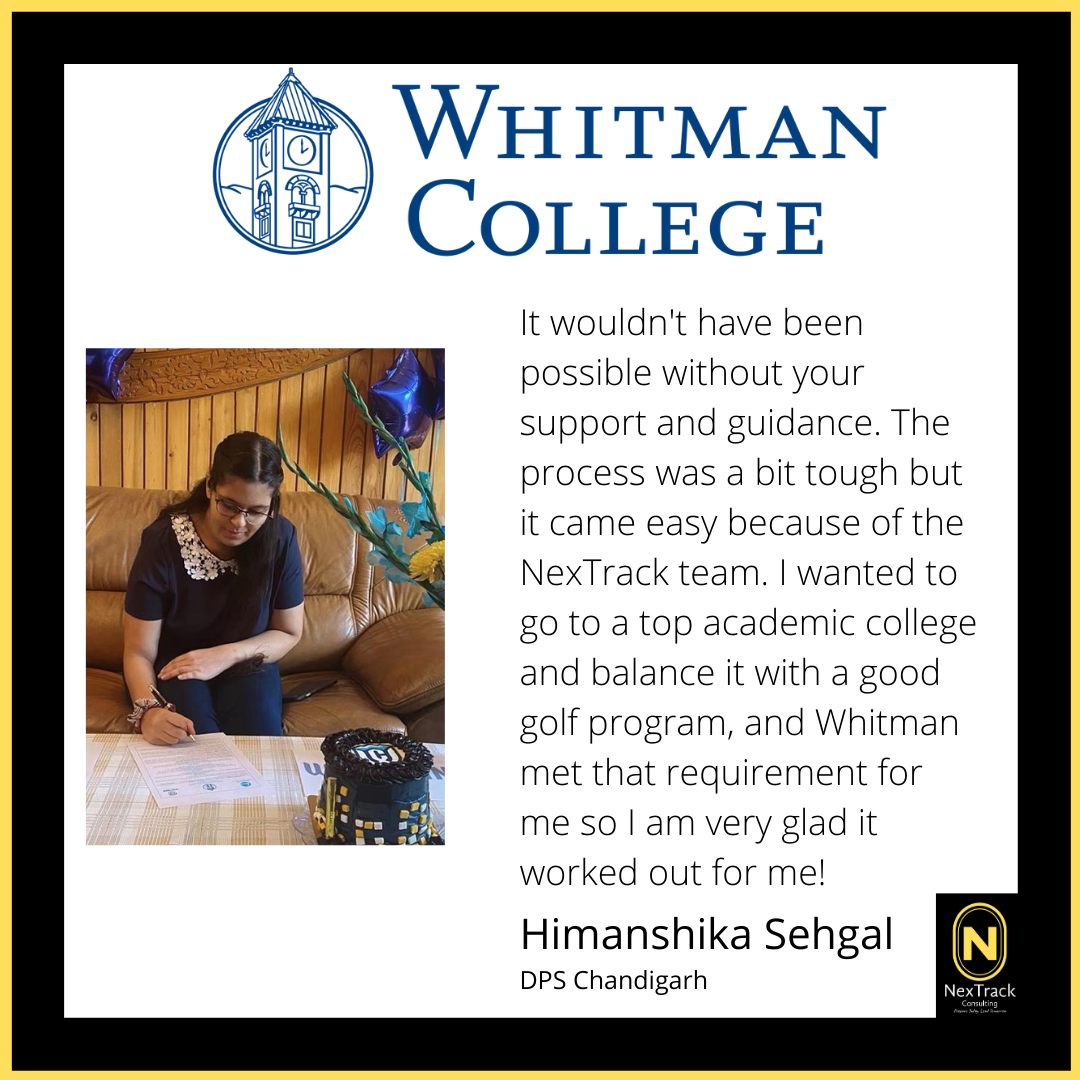 WHITMAN
COLLEGE
It wouldn't have been
possible without your
support and guidance. The
process was a bit tough but
it came easy because of the
NexTrack team. I wanted to
go to a top academic college
and balance it with a good
golf program, and Whitman
met that requirement for
me so I am very glad it
worked out for me!
Himanshika Sehgal
DPS Chandigarh
N
NexTrack
Consulting